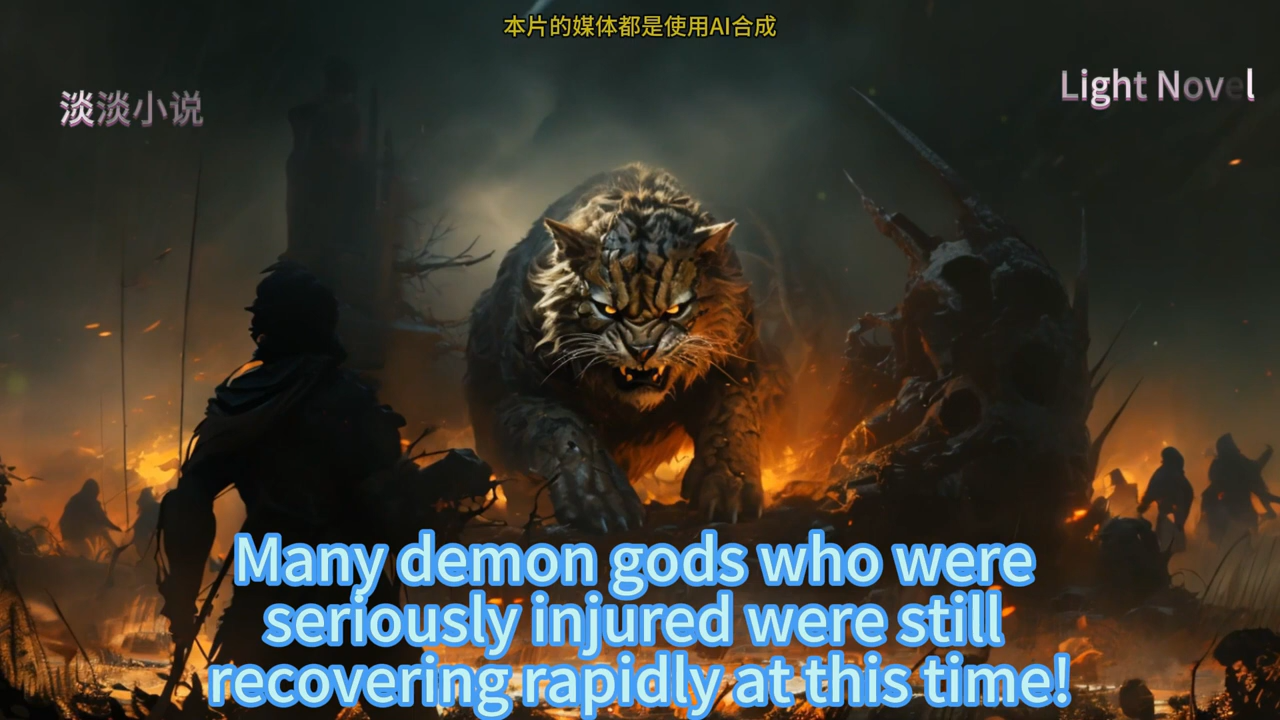 本片的媒体都是使用AI合成
淡淡小说
Light Novel
Many demon gods who were
seriously injured were still
recovering rapidly at this time!